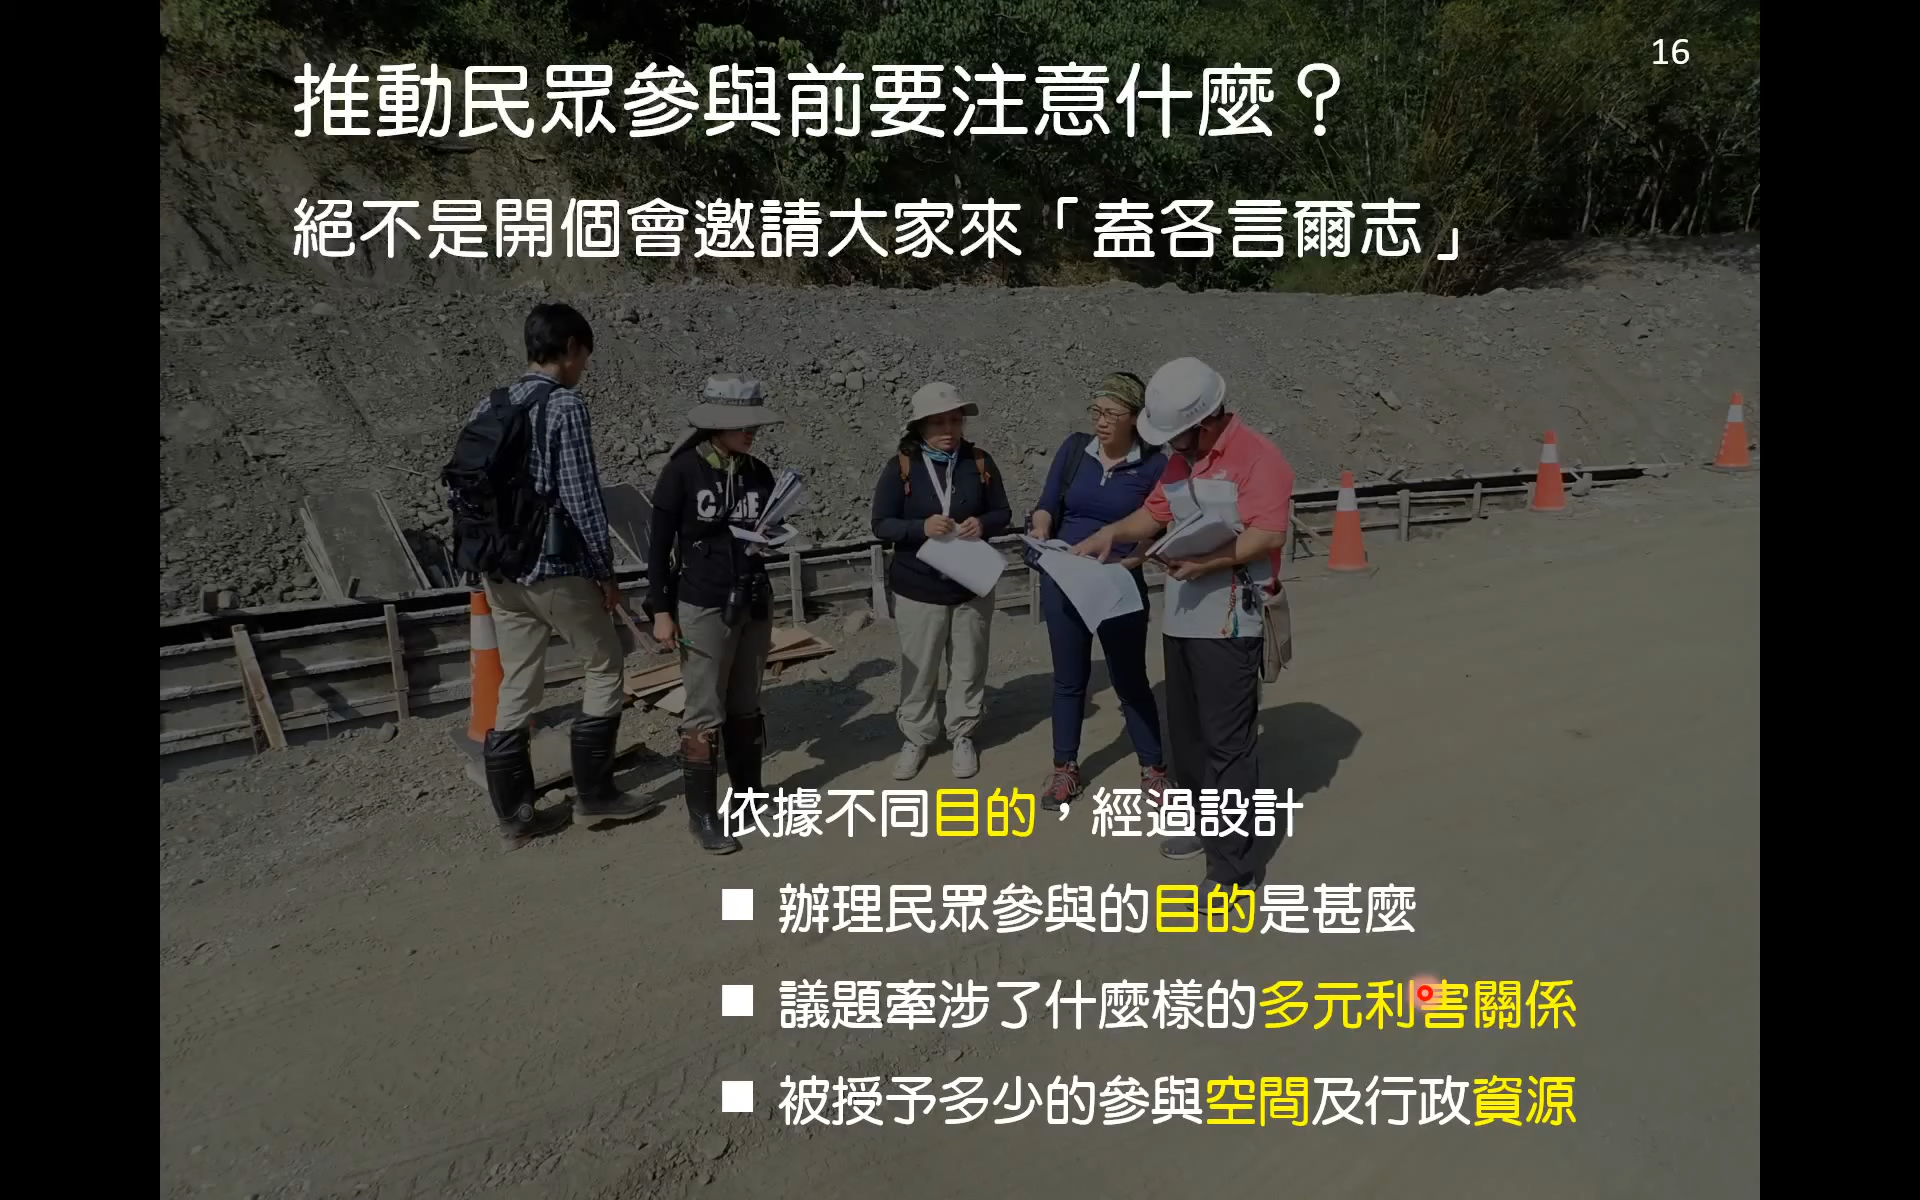 16
推動民眾參與前要注意什麼？
絕不是開個會邀請大家來「盍各言爾志」
依據不同目的，經過設計
■ 辦理民眾參與的目的是甚麼
■ 議題牽涉了什麼樣的多元利害關係
■ 被授予多少的參與空間及行政資源